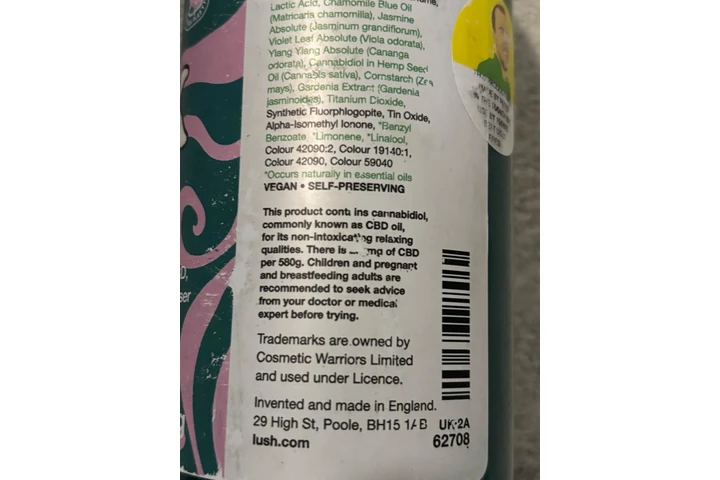 Lactic Acid, Chamomile Blue Oil
(Matricaria chamomilla), Jasmine
Absolute (Jasminum grandiflorum),
Violet Leaf Absolute (Viola odorata),
Ylang Ylang Absolute (Cananga
odorata), Cannabidiol in Hemp Seed
Oil (Cannabis sativa), Cornstarch (Zea
mays), Gardenia Extract (Gardenia
jasminoides), Titanium Dioxide,
Synthetic Fluorphlogopite, Tin Oxide,
Alpha-Isomethyl Ionone, *Benzyl
Benzoate, *Limonene, *Linalool,
Colour 42090:2, Colour 19140:1,
Colour 42090, Colour 59040
*Occurs naturally in essential oils
VEGAN • SELF-PRESERVING
This product contains cannabidiol,
commonly known as CBD oil,
for its non-intoxicating relaxing
qualities. There is mg of CBD
per 580g. Children and pregnant
and breastfeeding adults are
recommended to seek advice
from your doctor or medical
expert before trying.
Trademarks are owned by
Cosmetic Warriors Limited
and used under Licence.
Invented and made in England.
29 High St, Poole, BH15 1AB UK-2A
lush.com 62708